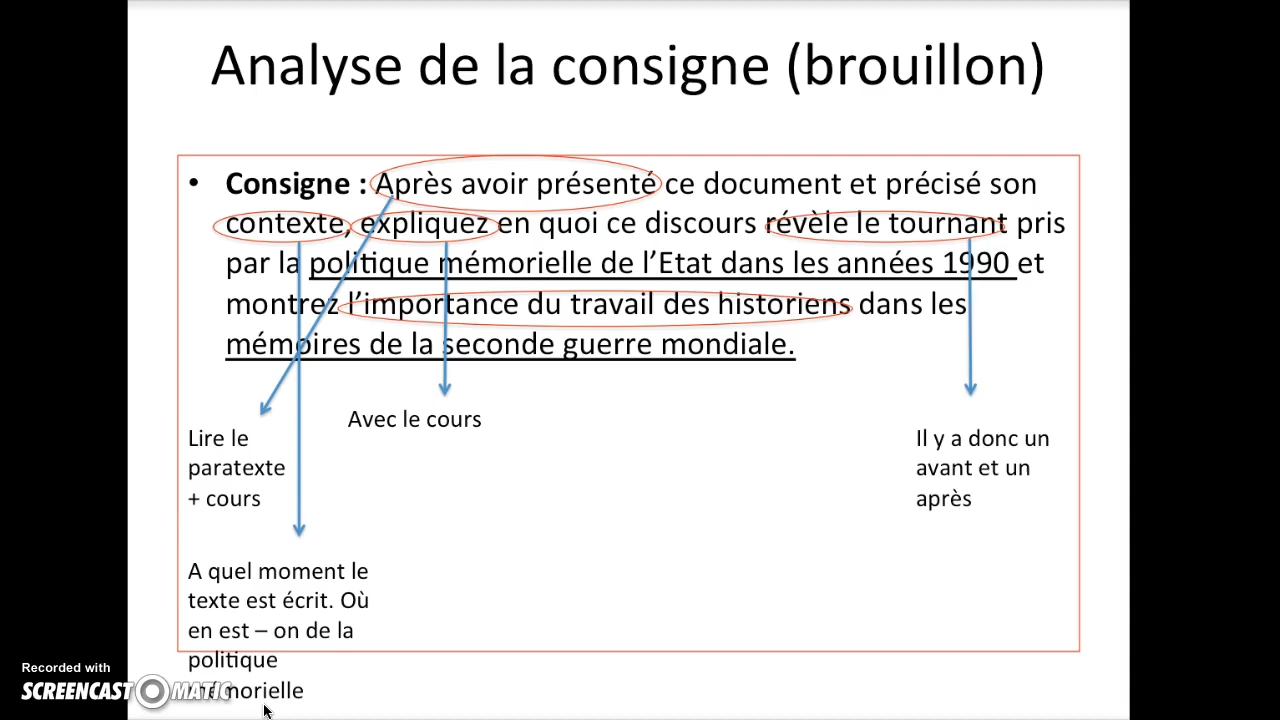 Analyse de la consigne (brouillon)
• Consigne : Après avoir présenté ce document et précisé son
contexte, expliquez en quoi ce discours révèle le tournant pris
par la politique mémorielle de l’Etat dans les années 1990 et
montrez l’importance du travail des historiens dans les
mémoires de la seconde guerre mondiale.
Avec le cours
Lire le
paratexte
+ cours
Il y a donc un
avant et un
après
A quel moment le
texte est écrit. Où
en est – on de la
politique
mémorielle
Recorded with
SCREENCAST-O-MATIC